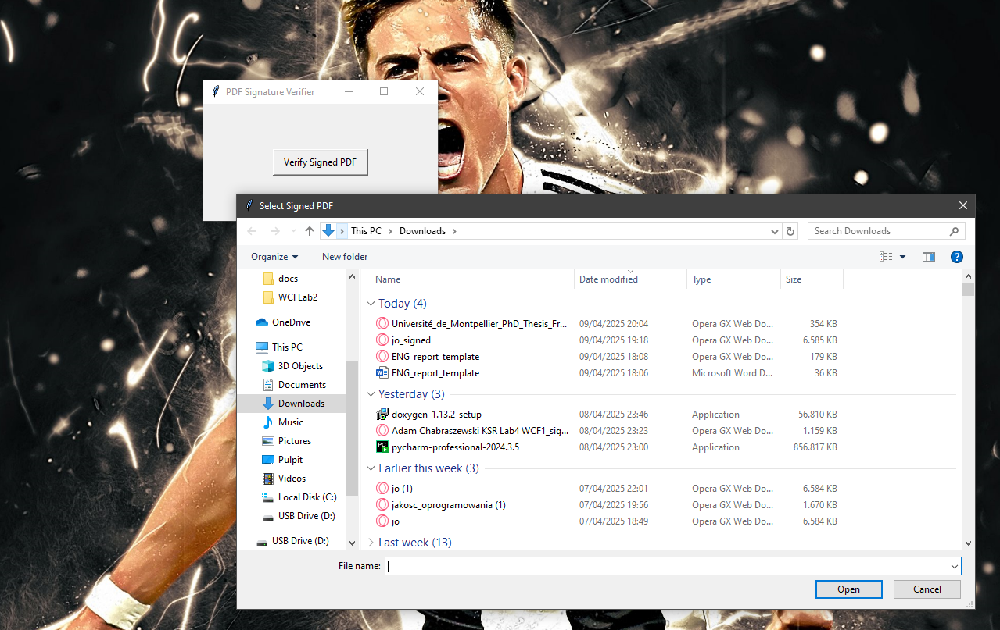 PDF Signature Verifier
Verify Signed PDF
Select Signed PDF
This PC > Downloads >
Search Downloads
Organize
New folder
docs
WCFLab2
OneDrive
This PC
3D Objects
Documents
Downloads
Music
Pictures
Pulpit
Videos
Local Disk (C:)
USB Drive (D:)
USB Drive (D:)
Name Date modified Type Size
Today (4)
Université_de_Montpellier_PhD_Thesis_Fr... 09/04/2025 20:04 Opera GX Web Do... 354 KB
jo_signed 09/04/2025 19:18 Opera GX Web Do... 6.585 KB
ENG_report_template 09/04/2025 18:08 Opera GX Web Do... 179 KB
ENG_report_template 09/04/2025 18:06 Microsoft Word D... 36 KB
Yesterday (3)
doxygen-1.13.2-setup 08/04/2025 23:46 Application 56.810 KB
Adam Chabraszewski KSR Lab4 WCF1_sig... 08/04/2025 23:23 Opera GX Web Do... 1.159 KB
pycharm-professional-2024.3.5 08/04/2025 23:00 Application 856.817 KB
Earlier this week (3)
jo (1) 07/04/2025 22:01 Opera GX Web Do... 6.584 KB
jakosc_oprogramowania (1) 07/04/2025 19:56 Opera GX Web Do... 1.670 KB
jo 07/04/2025 18:49 Opera GX Web Do... 6.584 KB
Last week (13)
File name:
Open
Cancel